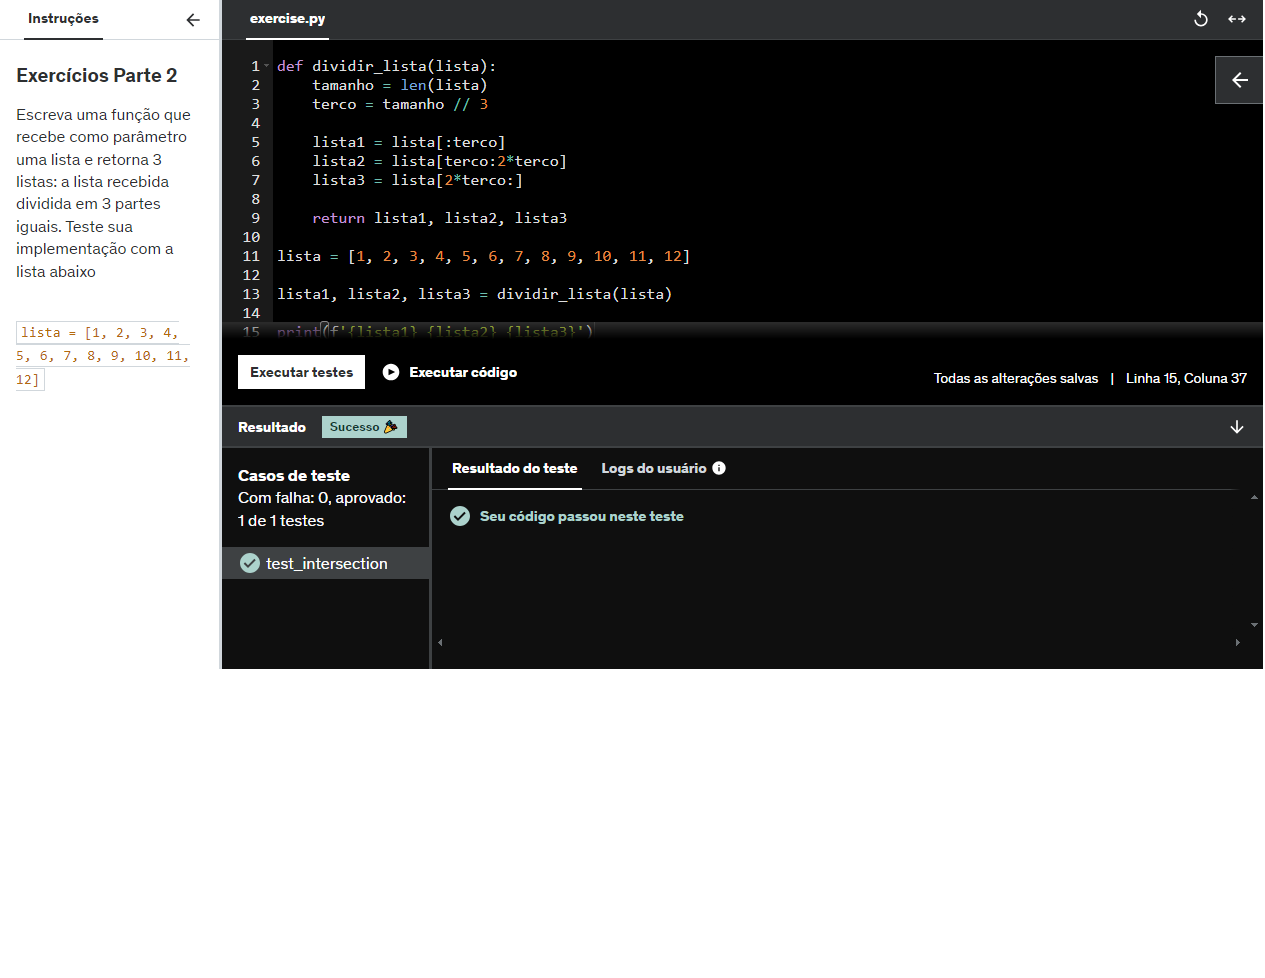 Instruções
Exercícios Parte 2
Escreva uma função que
recebe como parâmetro
uma lista e retorna 3
listas: a lista recebida
dividida em 3 partes
iguais. Teste sua
implementação com a
lista abaixo
lista = [1, 2, 3, 4,
5, 6, 7, 8, 9, 10, 11,
12]
exercise.py
1 def dividir_lista(lista):
2     tamanho = len(lista)
3     terco = tamanho // 3
4
5     lista1 = lista[:terco]
6     lista2 = lista[terco:2*terco]
7     lista3 = lista[2*terco:]
8
9     return lista1, lista2, lista3
10
11 lista = [1, 2, 3, 4, 5, 6, 7, 8, 9, 10, 11, 12]
12
13 lista1, lista2, lista3 = dividir_lista(lista)
14
15 print(f'{lista1} {lista2} {lista3}')
Executar testes
Executar código
Todas as alterações salvas | Linha 15, Coluna 37
Resultado
Sucesso
Casos de teste
Com falha: 0, aprovado:
1 de 1 testes
test_intersection
Resultado do teste
Logs do usuário
Seu código passou neste teste